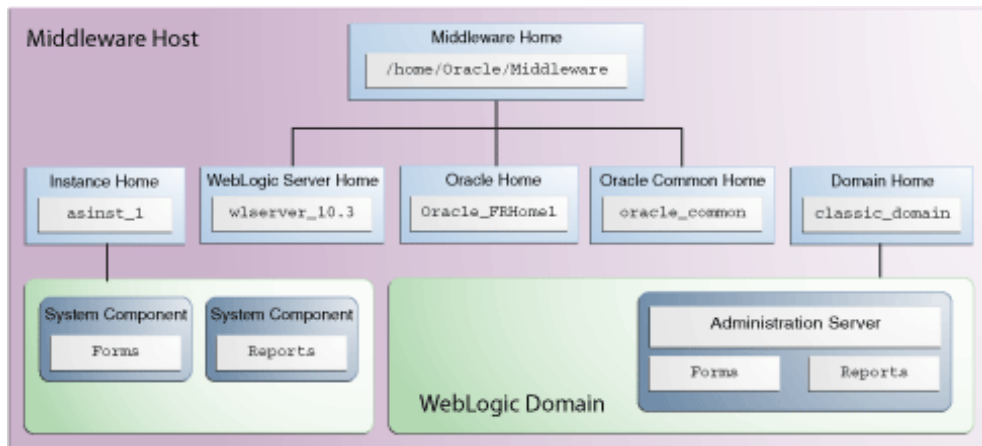 Middleware Host
Middleware Home
/home/Oracle/Middleware
Instance Home
asinst_1
WebLogic Server Home
wlserver_10.3
Oracle Home
Oracle_FRHome1
Oracle Common Home
oracle_common
Domain Home
classic_domain
System Component
Forms
System Component
Reports
Administration Server
Forms
Reports
WebLogic Domain